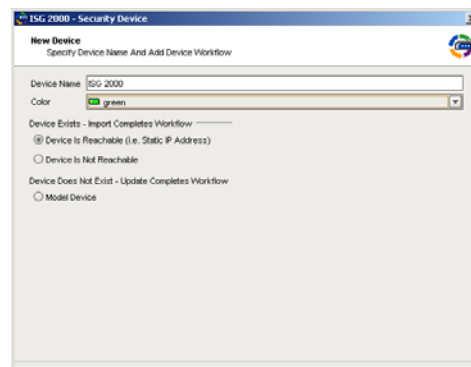 ISG 2000 - Security Device
New Device
Specify Device Name And Add Device Workflow
Device Name ISG 2000
Color green
Device Exists - Import Completes Workflow
Device Is Reachable (i.e. Static IP Address)
Device Is Not Reachable
Device Does Not Exist - Update Completes Workflow
Model Device